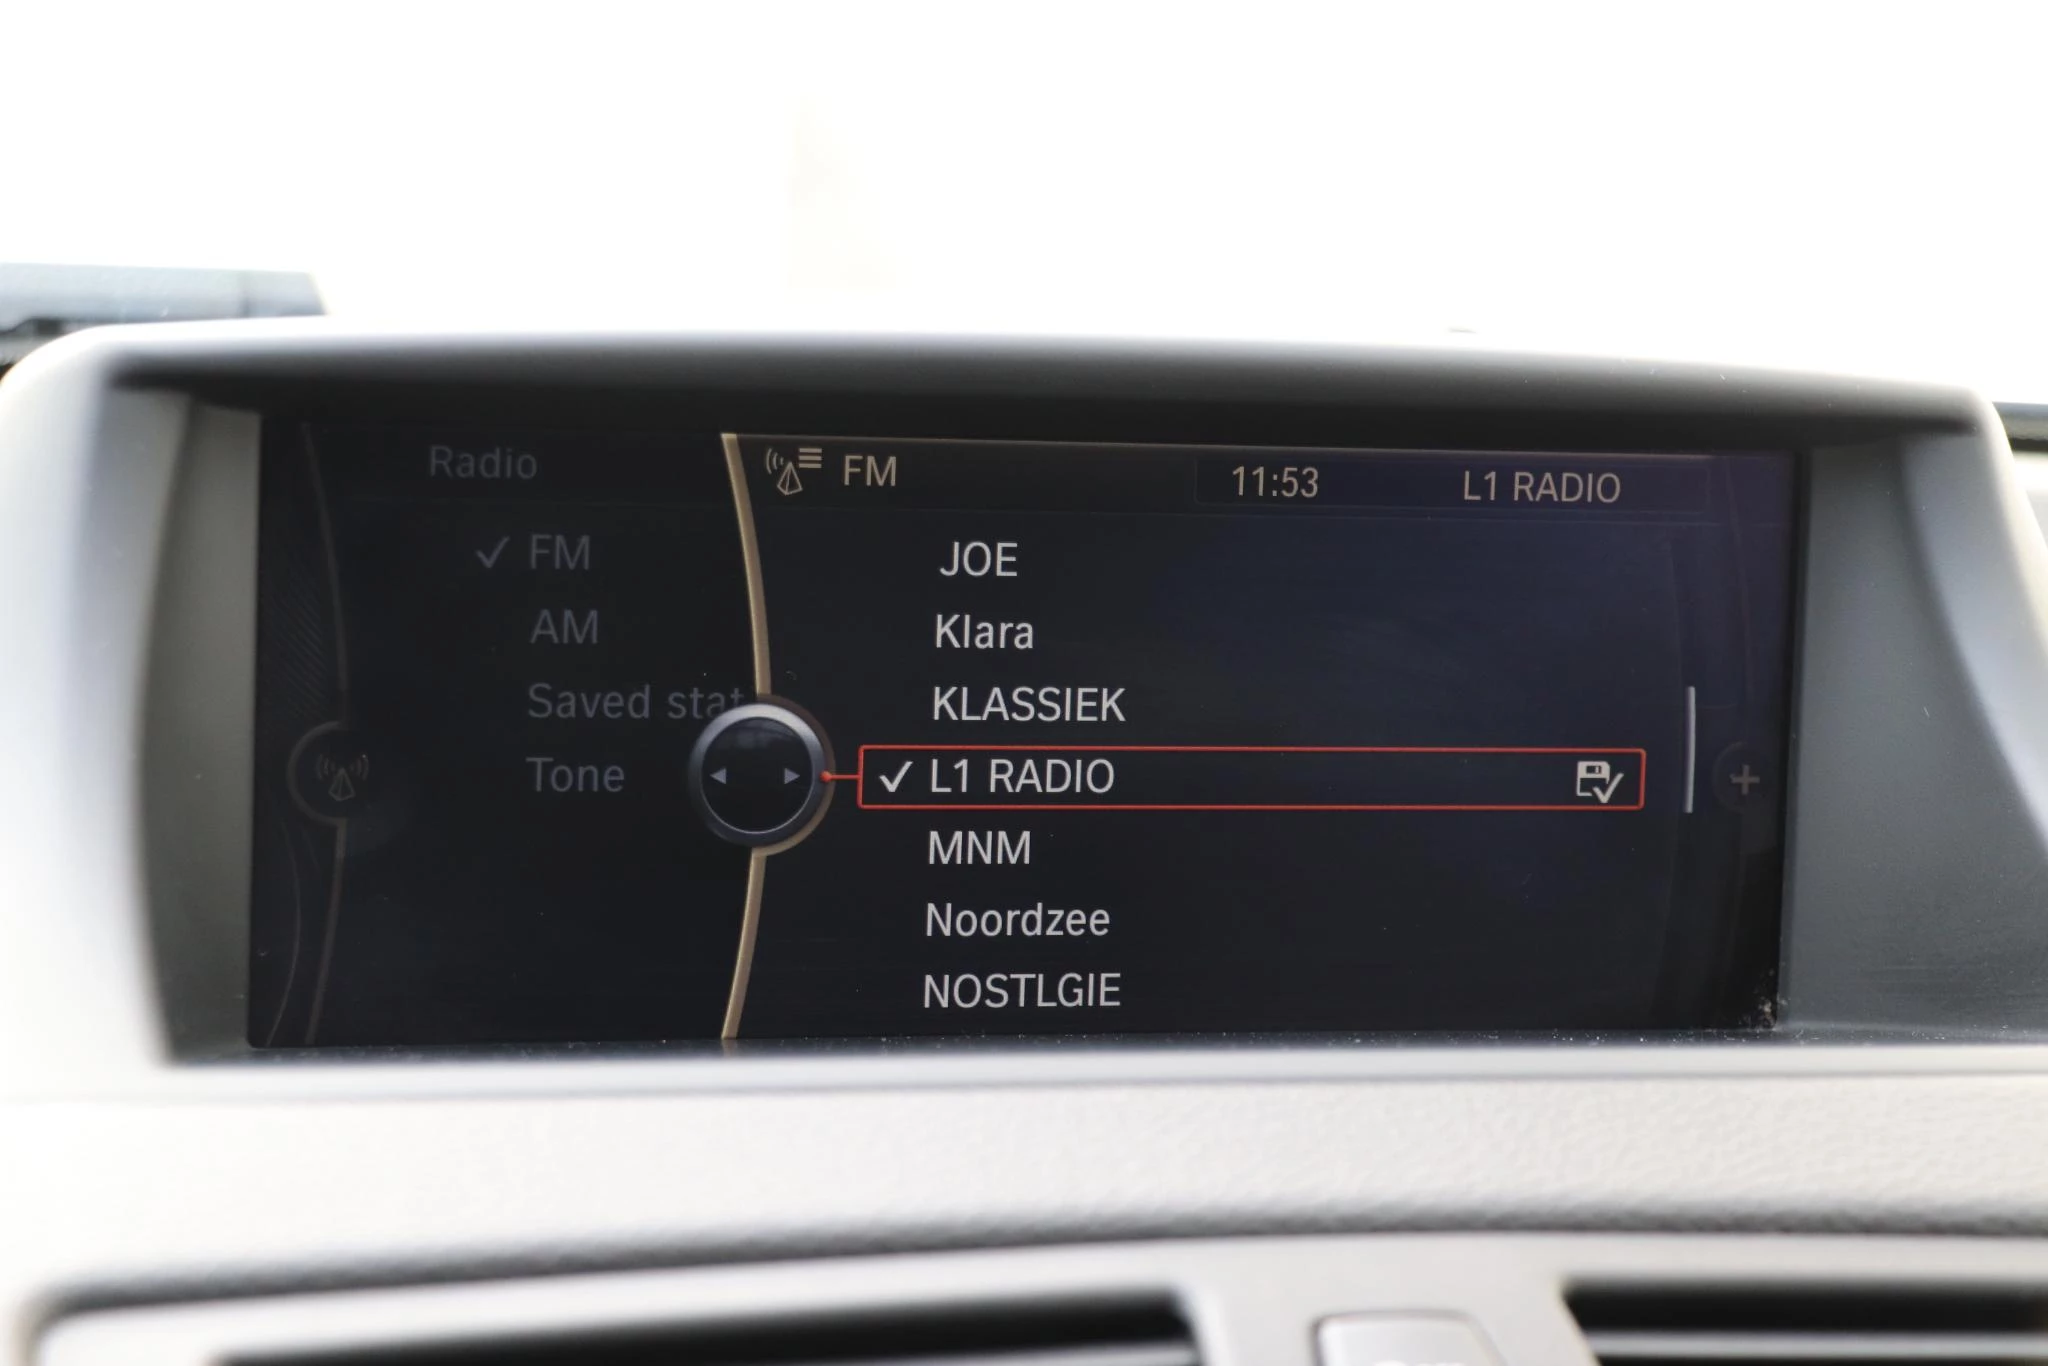 Radio
FM
AM
Saved stat
Tone
FM 11:53 L1 RADIO
JOE
Klara
KLASSIEK
L1 RADIO
MNM
Noordzee
NOSTLGIE